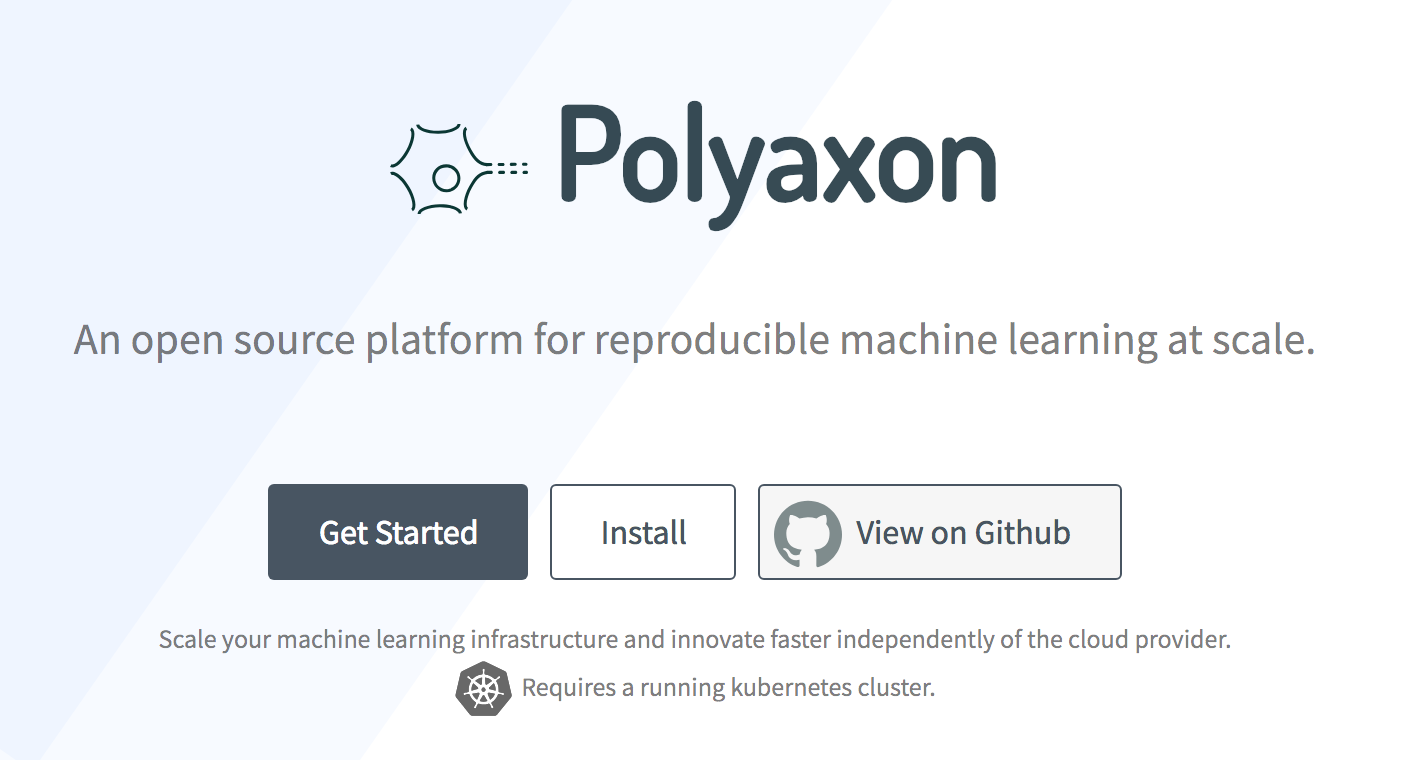 Polyaxon
An open source platform for reproducible machine learning at scale.
Get Started
Install
View on Github
Scale your machine learning infrastructure and innovate faster independently of the cloud provider.
Requires a running kubernetes cluster.